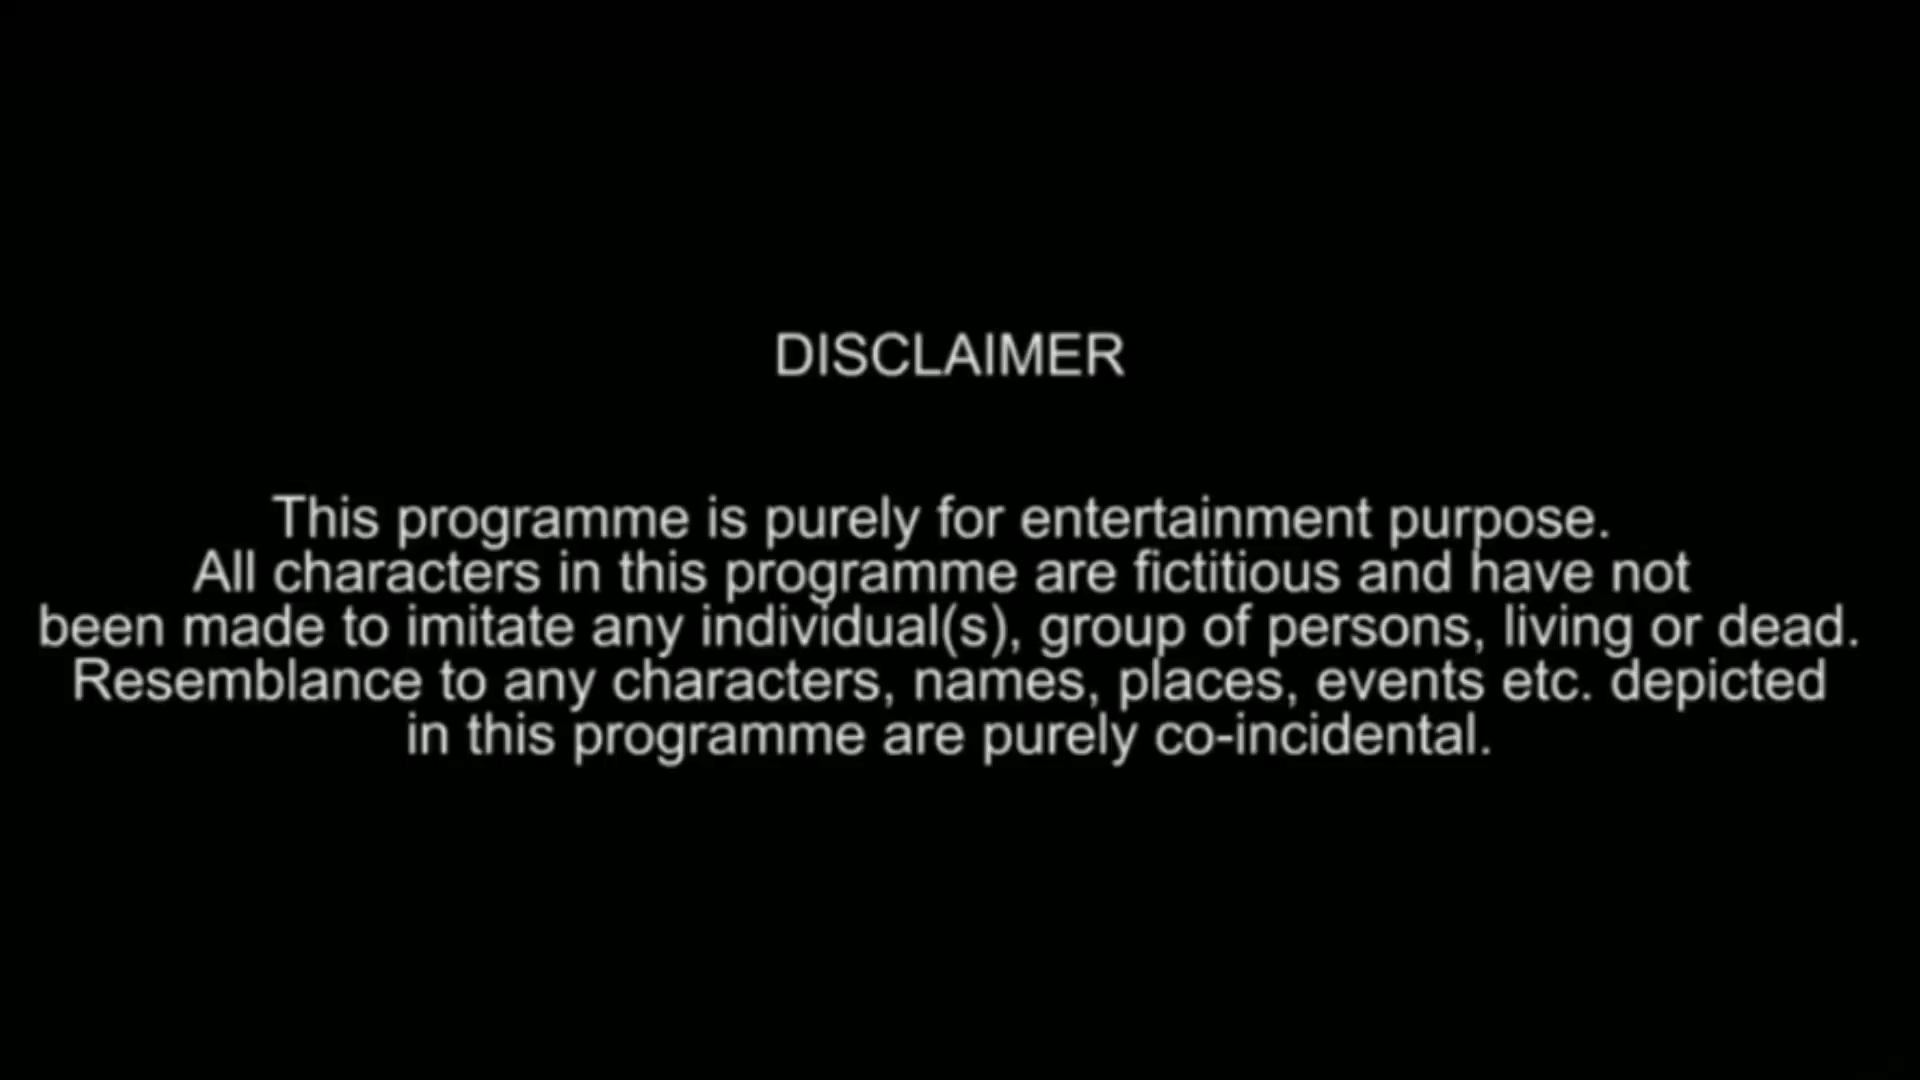 DISCLAIMER
This programme is purely for entertainment purpose.
All characters in this programme are fictitious and have not
been made to imitate any individual(s), group of persons, living or dead.
Resemblance to any characters, names, places, events etc. depicted
in this programme are purely co-incidental.